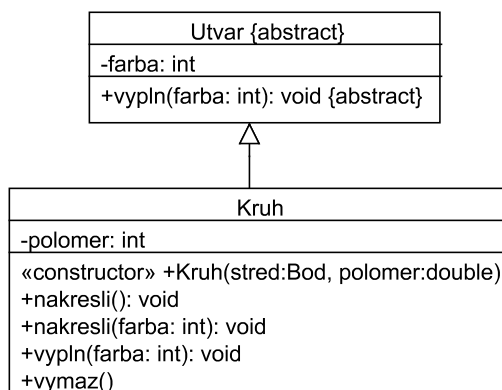 Utvar {abstract}
-farba: int
+vypln(farba: int): void {abstract}
Kruh
-polomer: int
«constructor» +Kruh(stred:Bod, polomer:double)
+nakresli(): void
+nakresli(farba: int): void
+vypln(farba: int): void
+vymaz()